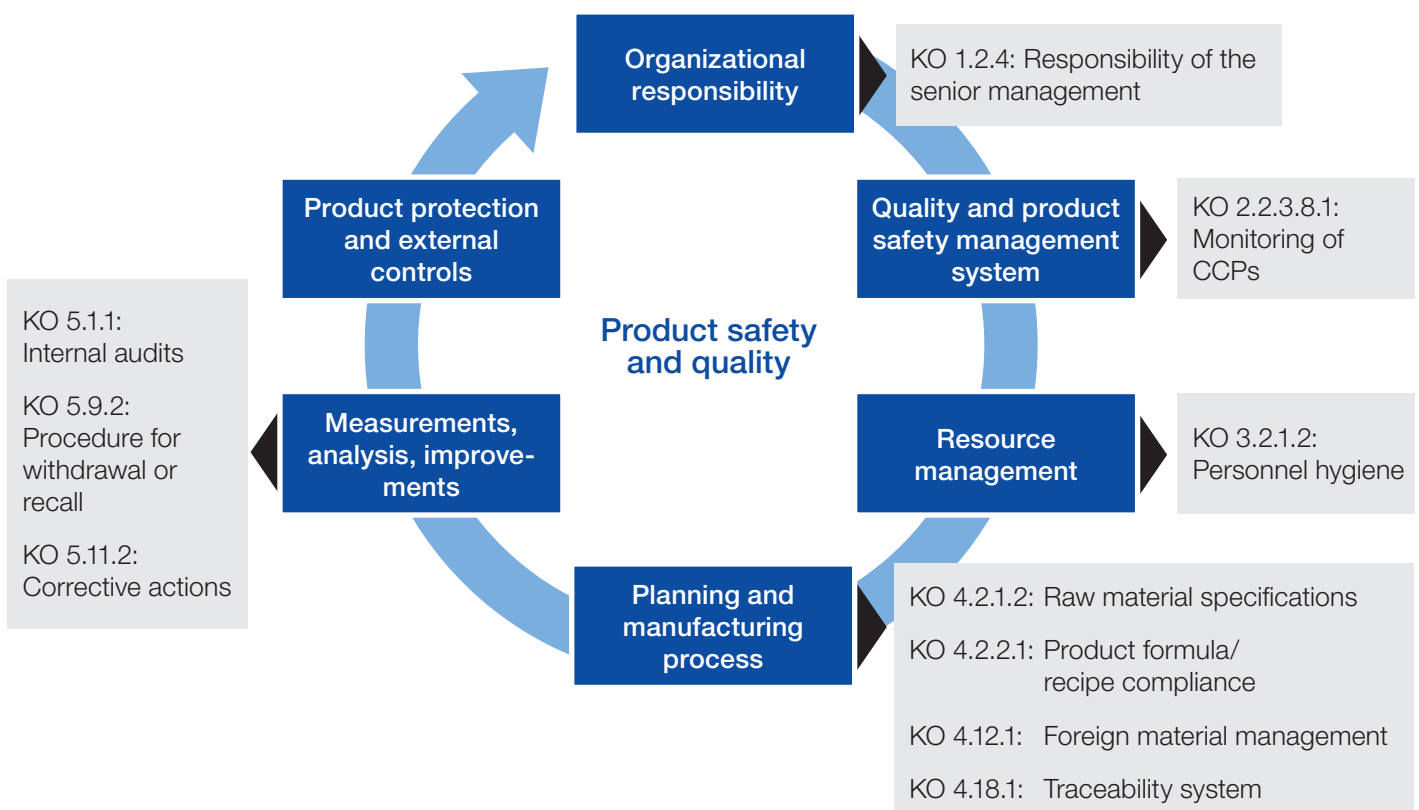 Organizational
responsibility
KO 1.2.4: Responsibility of the
senior management
Quality and product
safety management
system
KO 2.2.3.8.1:
Monitoring of
CCPs
Resource
management
KO 3.2.1.2:
Personnel hygiene
Planning and
manufacturing
process
KO 4.2.1.2: Raw material specifications
KO 4.2.2.1: Product formula/
recipe compliance
KO 4.12.1: Foreign material management
KO 4.18.1: Traceability system
Measurements,
analysis, improve-
ments
KO 5.1.1:
Internal audits
KO 5.9.2:
Procedure for
withdrawal or
recall
KO 5.11.2:
Corrective actions
Product protection
and external
controls
Product safety
and quality